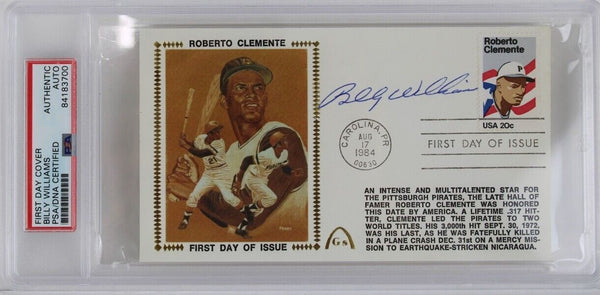 FIRST DAY COVER
BILLY WILLIAMS
PSA/DNA CERTIFIED
AUTHENTIC
AUTO
84183700
PSA
ROBERTO CLEMENTE
FIRST DAY OF ISSUE
Billy Williams
CAROLINA, PR
AUG
17
1984
00630
Roberto
Clemente
P
USA 20c
FIRST DAY OF ISSUE
Gs
AN INTENSE AND MULTITALENTED STAR FOR
THE PITTSBURGH PIRATES, THE LATE HALL OF
FAMER ROBERTO CLEMENTE WAS HONORED
THIS DATE BY AMERICA. A LIFETIME .317 HIT-
TER, CLEMENTE LED THE PIRATES TO TWO
WORLD TITLES. HIS 3,000th HIT SEPT. 30, 1972,
WAS HIS LAST, AS HE WAS FATEFULLY KILLED
IN A PLANE CRASH DEC. 31st ON A MERCY MIS-
SION TO EARTHQUAKE-STRICKEN NICARAGUA.